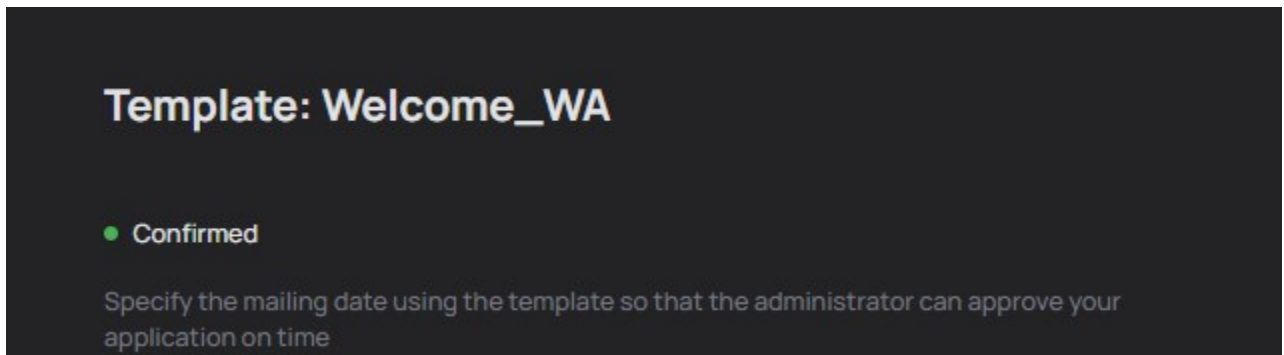 Template: Welcome_WA
Confirmed
Specify the mailing date using the template so that the administrator can approve your
application on time